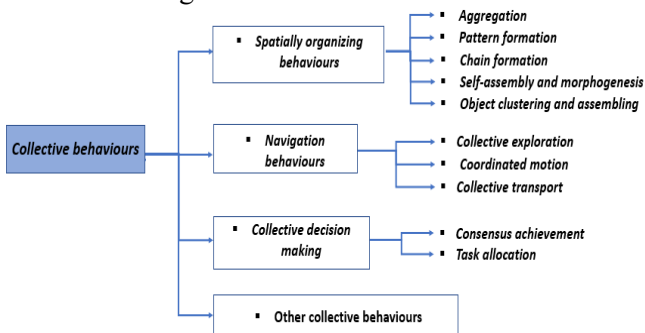 Collective behaviours
▪ Spatially organizing
behaviours
▪ Aggregation
▪ Pattern formation
▪ Chain formation
▪ Self-assembly and morphogenesis
▪ Object clustering and assembling
▪ Navigation
behaviours
▪ Collective exploration
▪ Coordinated motion
▪ Collective transport
▪ Collective decision
making
▪ Consensus achievement
▪ Task allocation
▪ Other collective behaviours